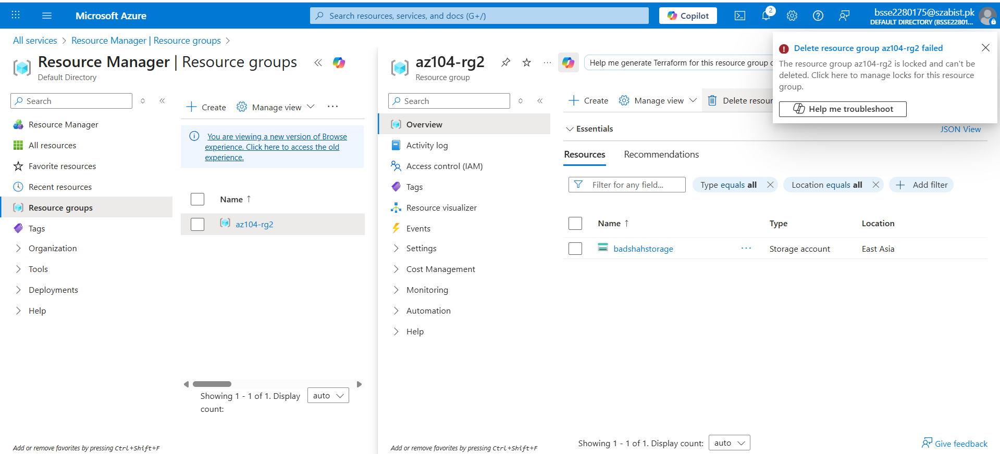 Microsoft Azure
Search resources, services, and docs (G+/)
Copilot
2
bsse2280175@szabist.pk
DEFAULT DIRECTORY (BSSE22801...
All services > Resource Manager | Resource groups >
Resource Manager | Resource groups
Default Directory
Search
Resource Manager
All resources
Favorite resources
Recent resources
Resource groups
Tags
Organization
Tools
Deployments
Help
Add or remove favorites by pressing Ctrl+Shift+F
Create
Manage view
You are viewing a new version of Browse
experience. Click here to access the old
experience.
Name ↑
az104-rg2
Showing 1 - 1 of 1. Display
count:
auto
az104-rg2
Resource group
Search
Overview
Activity log
Access control (IAM)
Tags
Resource visualizer
Events
Settings
Cost Management
Monitoring
Automation
Help
Add or remove favorites by pressing Ctrl+Shift+F
Help me generate Terraform for this resource group
Create
Manage view
Delete resour
Essentials
JSON View
Resources
Recommendations
Filter for any field...
Type equals all
Location equals all
Add filter
Name ↑
Type
Location
badshahstorage
Storage account
East Asia
Showing 1 - 1 of 1. Display count:
auto
Give feedback
Delete resource group az104-rg2 failed
The resource group az104-rg2 is locked and can't be
deleted. Click here to manage locks for this resource
group.
Help me troubleshoot